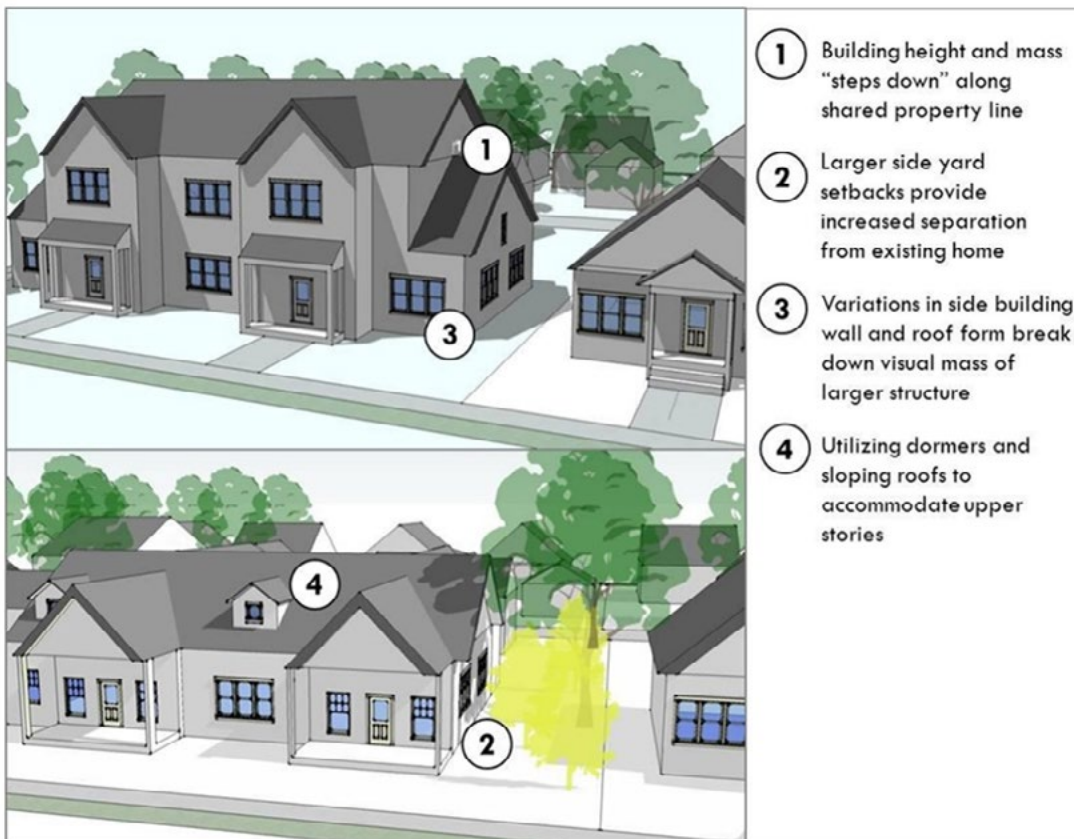 1 Building height and mass
“steps down” along
shared property line
2 Larger side yard
setbacks provide
increased separation
from existing home
3 Variations in side building
wall and roof form break
down visual mass of
larger structure
4 Utilizing dormers and
sloping roofs to
accommodate upper
stories
1
3
4
2